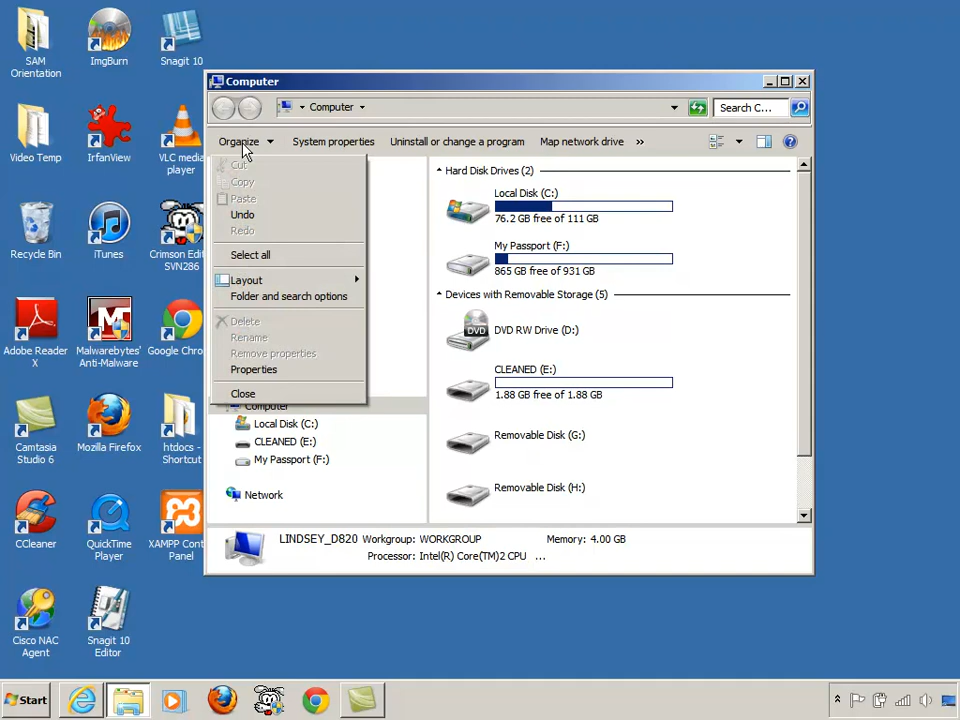 SAM
Orientation
ImgBurn
Snagit 10
Video Temp
IrfanView
VLC media
player
Recycle Bin
iTunes
Crimson Edi
SVN286
Adobe Reader
X
Malwarebytes'
Anti-Malware
Google Chro
Camtasia
Studio 6
Mozilla Firefox
htdocs -
Shortcut
CCleaner
QuickTime
Player
XAMPP Cont
Panel
Cisco NAC
Agent
Snagit 10
Editor
Computer
Computer
Search C...
Organize
System properties
Uninstall or change a program
Map network drive
»
Cut
Copy
Paste
Undo
Redo
Select all
Layout
Folder and search options
Delete
Rename
Remove properties
Properties
Close
Computer
Local Disk (C:)
CLEANED (E:)
My Passport (F:)
Network
Hard Disk Drives (2)
Local Disk (C:)
76.2 GB free of 111 GB
My Passport (F:)
865 GB free of 931 GB
Devices with Removable Storage (5)
DVD
DVD RW Drive (D:)
CLEANED (E:)
1.88 GB free of 1.88 GB
Removable Disk (G:)
Removable Disk (H:)
LINDSEY_D820 Workgroup: WORKGROUP Memory: 4.00 GB
Processor: Intel(R) Core(TM)2 CPU ...
Start